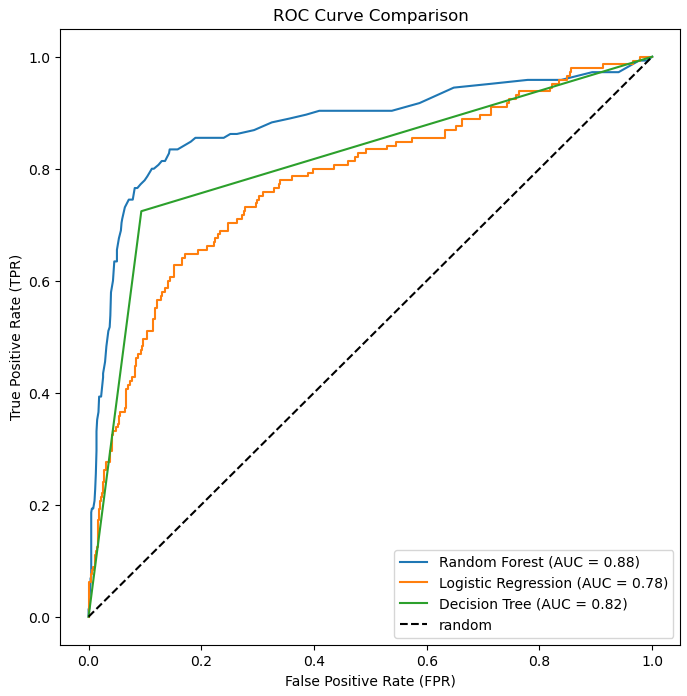 ROC Curve Comparison
1.0
0.8
0.6
0.4
0.2
0.0
True Positive Rate (TPR)
Random Forest (AUC = 0.88)
Logistic Regression (AUC = 0.78)
Decision Tree (AUC = 0.82)
random
0.0 0.2 0.4 0.6 0.8 1.0
False Positive Rate (FPR)